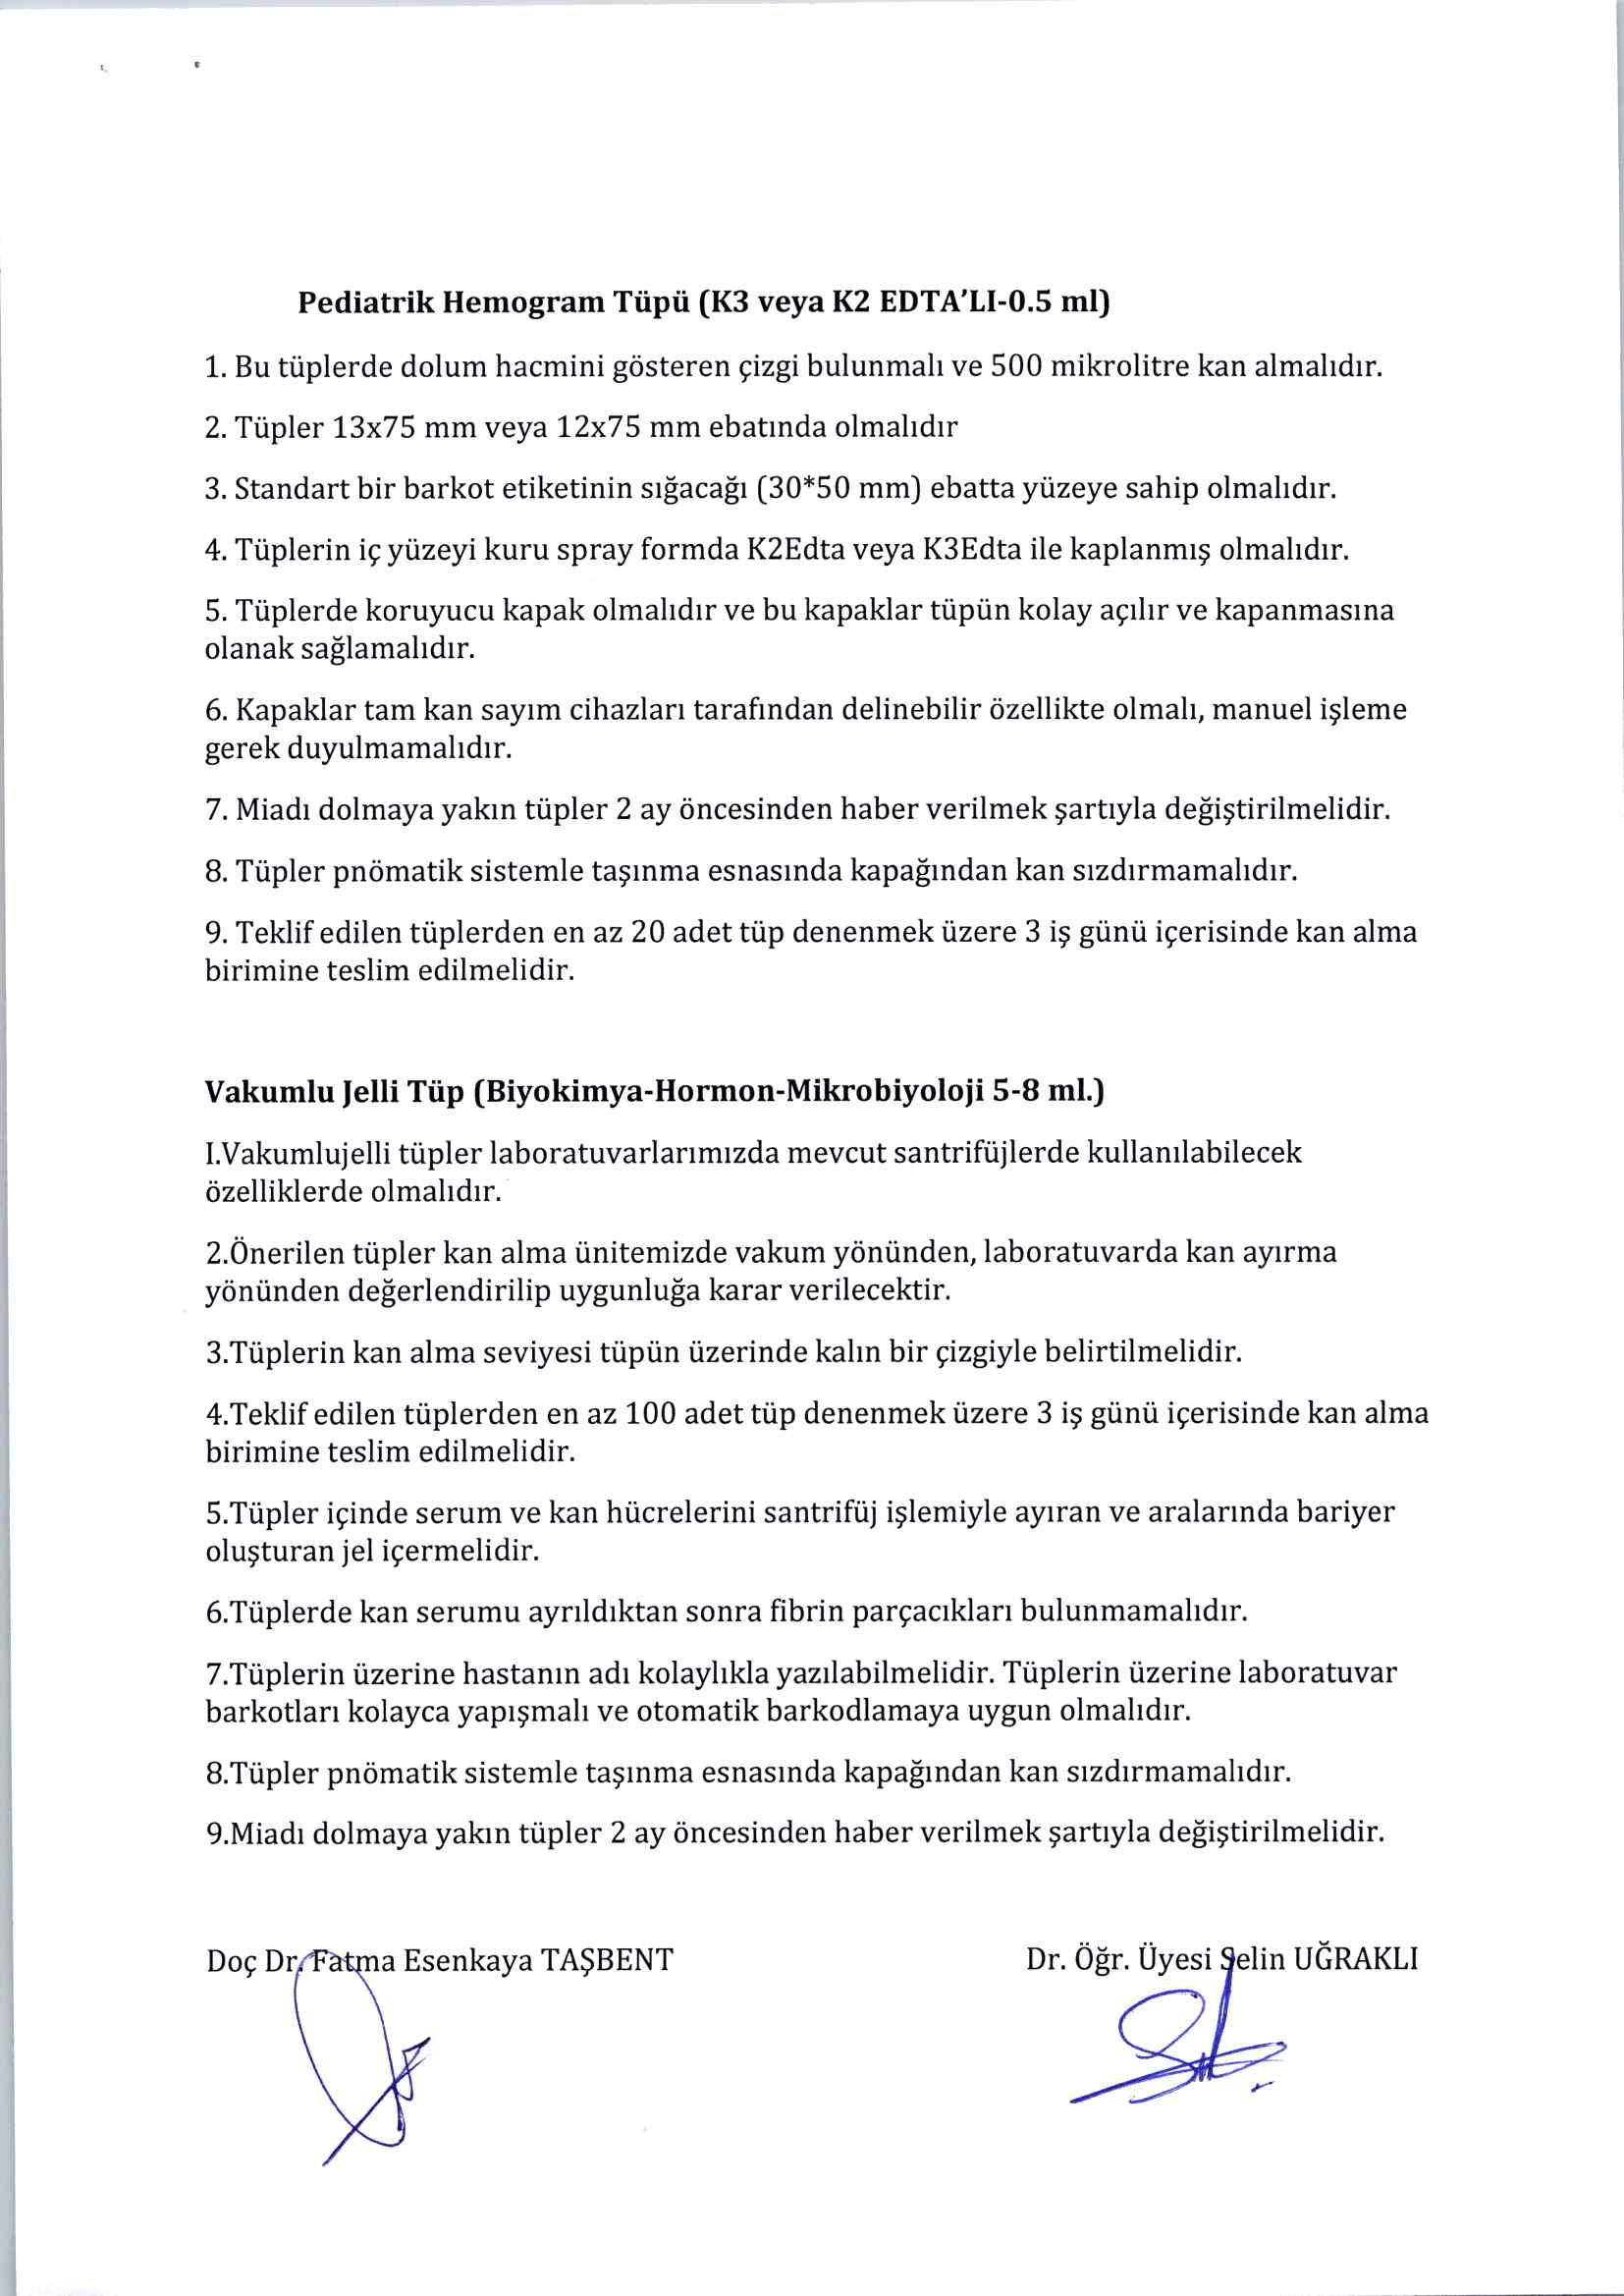 Pediatrik Hemogram Tüpü (K3 veya K2 EDTA'LI-0.5 ml)
1. Bu tüplerde dolum hacmini gösteren çizgi bulunmalı ve 500 mikrolitre kan almalıdır.
2. Tüpler 13x75 mm veya 12x75 mm ebatında olmalıdır
3. Standart bir barkot etiketinin sığacağı (30*50 mm) ebatta yüzeye sahip olmalıdır.
4. Tüplerin iç yüzeyi kuru spray formda K2Edta veya K3Edta ile kaplanmış olmalıdır.
5. Tüplerde koruyucu kapak olmalıdır ve bu kapaklar tüpün kolay açılır ve kapanmasına
olanak sağlamalıdır.
6. Kapaklar tam kan sayım cihazları tarafından delinebilir özellikte olmalı, manuel işleme
gerek duyulmamalıdır.
7. Miadı dolmaya yakın tüpler 2 ay öncesinden haber verilmek şartıyla değiştirilmelidir.
8. Tüpler pnömatik sistemle taşınma esnasında kapağından kan sızdırmamalıdır.
9. Teklif edilen tüplerden en az 20 adet tüp denenmek üzere 3 iş günü içerisinde kan alma
birimine teslim edilmelidir.
Vakumlu Jelli Tüp (Biyokimya-Hormon-Mikrobiyoloji 5-8 ml.)
I.Vakumlujelli tüpler laboratuvarlarımızda mevcut santrifüjlerde kullanılabilecek
özelliklerde olmalıdır.
2.Önerilen tüpler kan alma ünitemizde vakum yönünden, laboratuvarda kan ayırma
yönünden değerlendirilip uygunluğa karar verilecektir.
3.Tüplerin kan alma seviyesi tüpün üzerinde kalın bir çizgiyle belirtilmelidir.
4.Teklif edilen tüplerden en az 100 adet tüp denenmek üzere 3 iş günü içerisinde kan alma
birimine teslim edilmelidir.
5.Tüpler içinde serum ve kan hücrelerini santrifüj işlemiyle ayıran ve aralarında bariyer
oluşturan jel içermelidir.
6.Tüplerde kan serumu ayrıldıktan sonra fibrin parçacıkları bulunmamalıdır.
7.Tüplerin üzerine hastanın adı kolaylıkla yazılabilmelidir. Tüplerin üzerine laboratuvar
barkotları kolayca yapışmalı ve otomatik barkodlamaya uygun olmalıdır.
8.Tüpler pnömatik sistemle taşınma esnasında kapağından kan sızdırmamalıdır.
9.Miadı dolmaya yakın tüpler 2 ay öncesinden haber verilmek şartıyla değiştirilmelidir.
Doç Dr. Fatma Esenkaya TAŞBENT
Dr. Öğr. Üyesi Selin UĞRAKLI